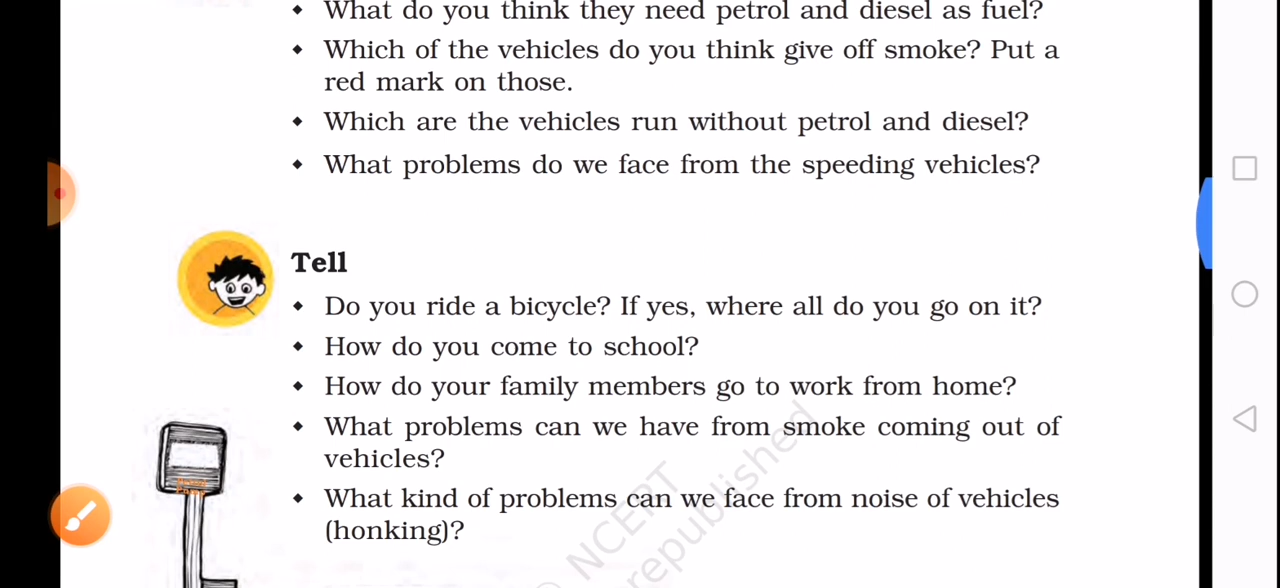 What do you think they need petrol and diesel as fuel?
Which of the vehicles do you think give off smoke? Put a
red mark on those.
Which are the vehicles run without petrol and diesel?
What problems do we face from the speeding vehicles?
Tell
Do you ride a bicycle? If yes, where all do you go on it?
How do you come to school?
How do your family members go to work from home?
What problems can we have from smoke coming out of
vehicles?
What kind of problems can we face from noise of vehicles
(honking)?
© NCERT
republished